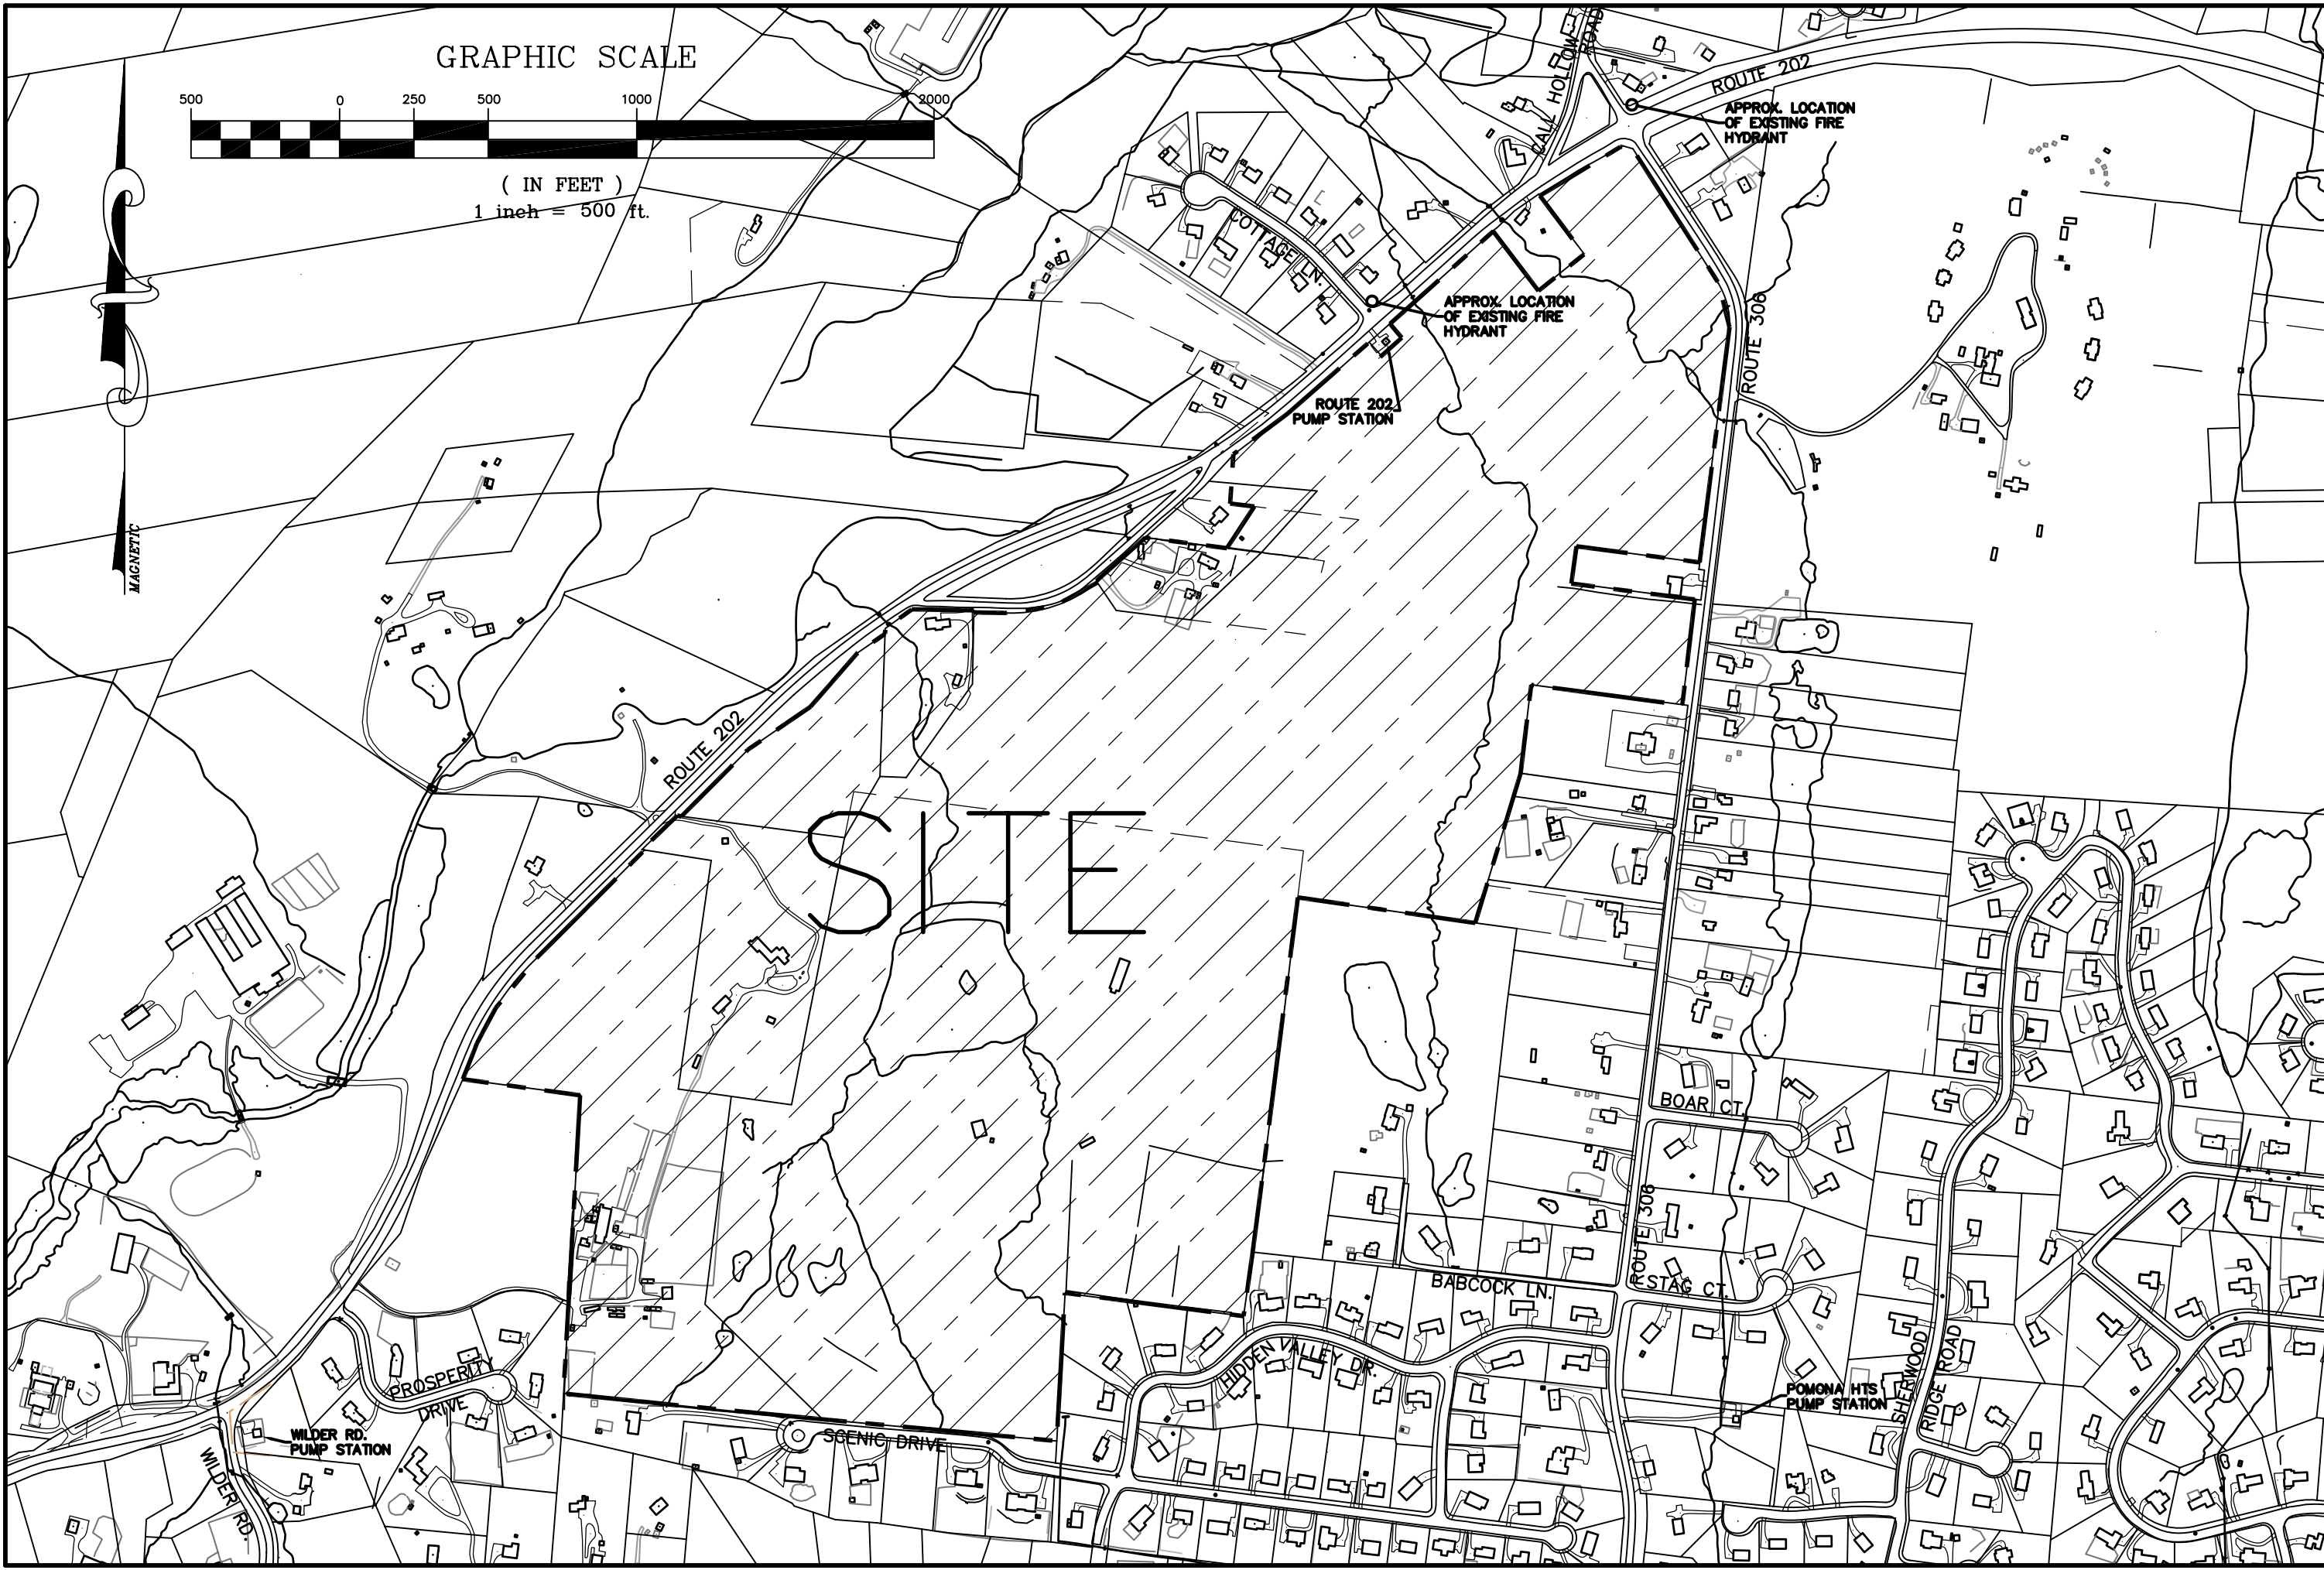 GRAPHIC SCALE
500 0 250 500 1000 2000
( IN FEET )
1 inch = 500 ft.
MAGNETIC
CALL HOLLOW
ROAD
ROUTE 202
APPROX. LOCATION
OF EXISTING FIRE
HYDRANT
COTTAGE LN.
APPROX. LOCATION
OF EXISTING FIRE
HYDRANT
ROUTE 306
ROUTE 202
PUMP STATION
ROUTE 202
SITE
BOAR CT.
ROUTE 306
BABCOCK LN.
STAG CT.
HIDDEN VALLEY DR.
SHERWOOD
RIDGE ROAD
POMONA HTS
PUMP STATION
PROSPERITY
DRIVE
SCENIC DRIVE
WILDER RD.
PUMP STATION
WILDER RD.